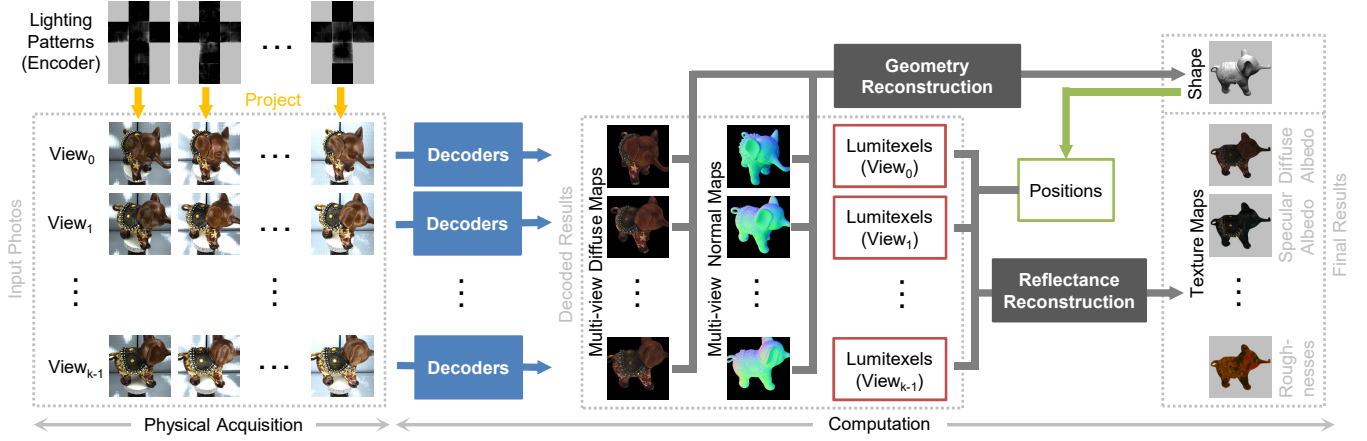 Lighting
Patterns
(Encoder)
Project
Input Photos
View0
View1
Viewk-1
Decoders
Decoders
Decoders
Decoded Results
Multi-view Diffuse Maps
Multi-view Normal Maps
Lumitexels
(View0)
Lumitexels
(View1)
Lumitexels
(Viewk-1)
Geometry
Reconstruction
Positions
Reflectance
Reconstruction
Shape
Texture Maps
Diffuse
Albedo
Specular
Albedo
Rough-
nesses
Final Results
Physical Acquisition
Computation